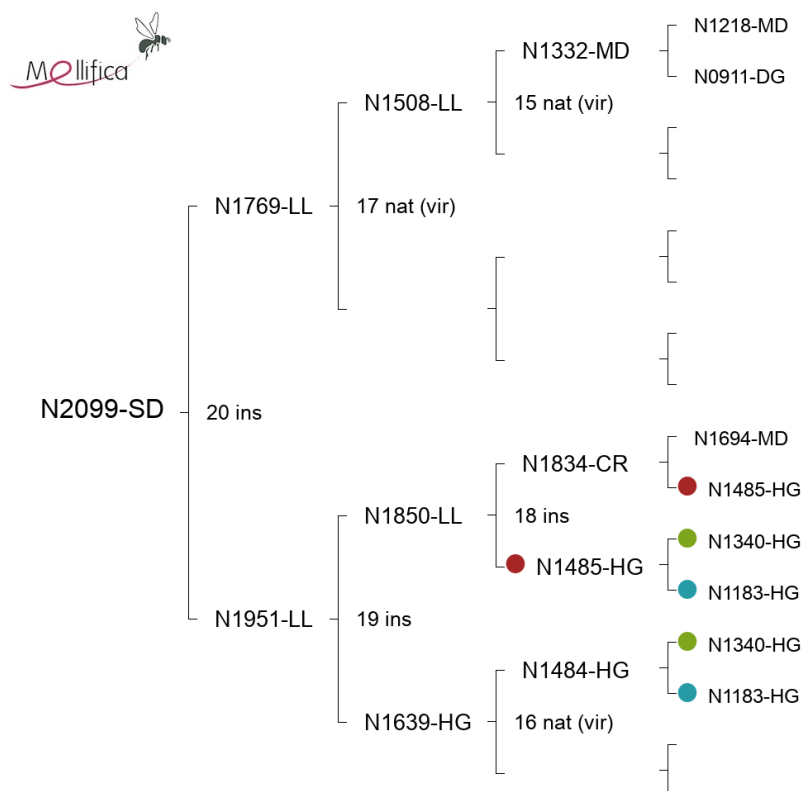 Mellifica
N1218-MD
N1332-MD
N0911-DG
N1508-LL
15 nat (vir)
N1769-LL
17 nat (vir)
N2099-SD
20 ins
N1694-MD
N1834-CR
N1485-HG
N1850-LL
18 ins
N1340-HG
N1485-HG
N1183-HG
N1951-LL
19 ins
N1340-HG
N1484-HG
N1183-HG
N1639-HG
16 nat (vir)